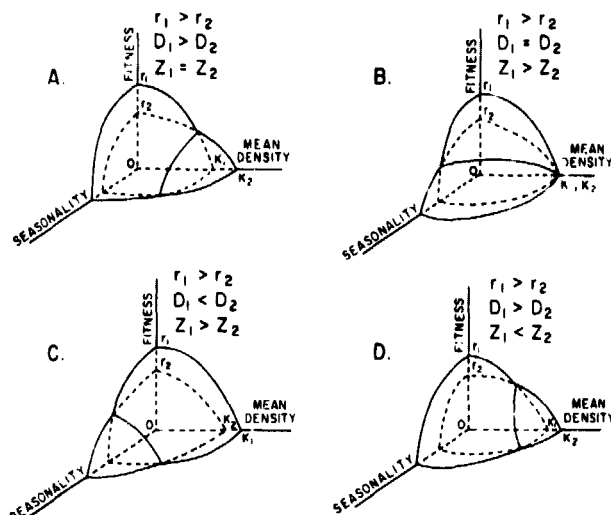 A.
r₁ > r₂
D₁ > D₂
Z₁ = Z₂
FITNESS
r₁
r₂
O
K₁
K₂
MEAN
DENSITY
SEASONALITY
B.
r₁ > r₂
D₁ = D₂
Z₁ > Z₂
FITNESS
r₁
r₂
O
K₁,K₂
MEAN
DENSITY
SEASONALITY
C.
r₁ > r₂
D₁ < D₂
Z₁ > Z₂
FITNESS
r₁
r₂
O
K₂
K₁
MEAN
DENSITY
SEASONALITY
D.
r₁ > r₂
D₁ > D₂
Z₁ < Z₂
FITNESS
r₁
r₂
O
K₁
K₂
MEAN
DENSITY
SEASONALITY